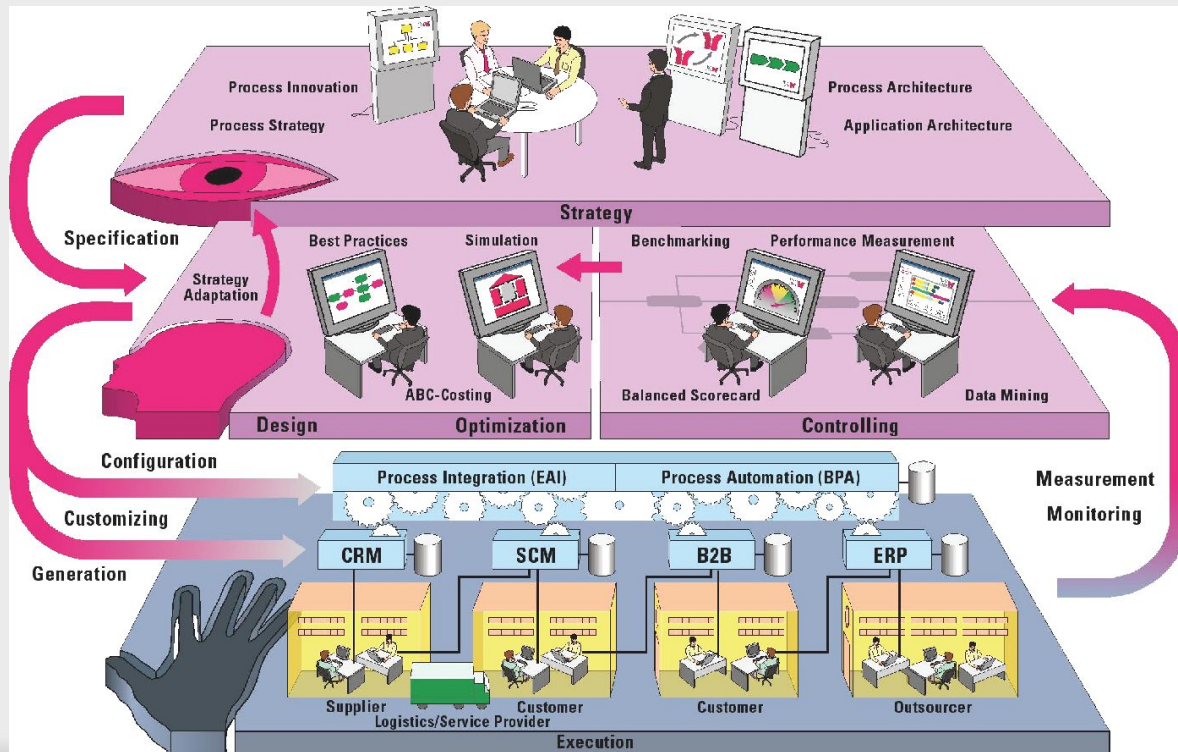 Process Innovation
Process Architecture
Process Strategy
Application Architecture
Strategy
Specification
Best Practices
Simulation
Benchmarking
Performance Measurement
Strategy
Adaptation
ABC-Costing
Balanced Scorecard
Data Mining
Design
Optimization
Controlling
Configuration
Process Integration (EAI)
Process Automation (BPA)
Measurement
Customizing
Monitoring
CRM
SCM
B2B
ERP
Generation
Supplier
Customer
Customer
Outsourcer
Logistics/Service Provider
Execution